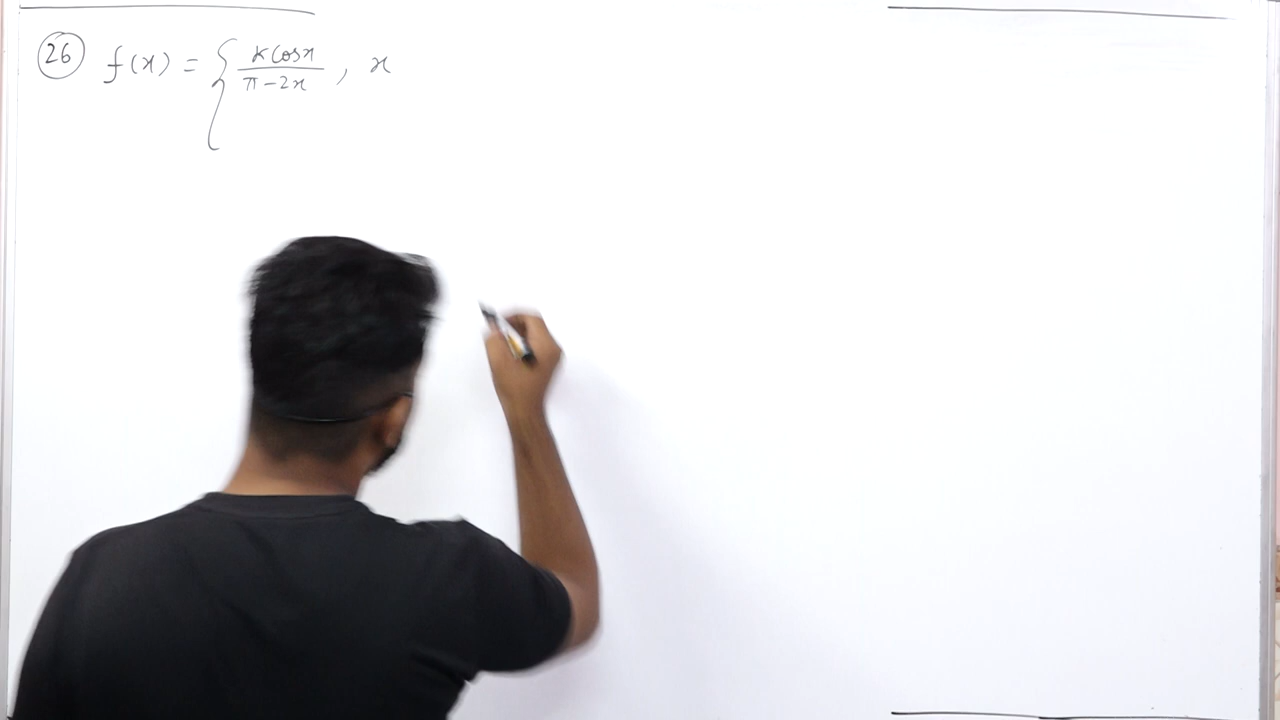 26 f(x) = { K cos x / π - 2x , x